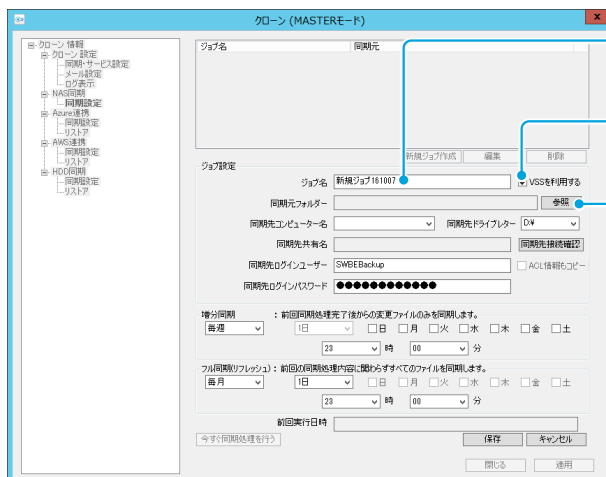 クローン (MASTERモード)
x
クローン 情報
クローン 設定
同期・サービス設定
メール設定
ログ表示
NAS同期
同期設定
Azure連携
同期設定
リストア
AWS連携
同期設定
リストア
HDD同期
同期設定
リストア
ジョブ名 同期元
新規ジョブ作成 編集 削除
ジョブ設定
ジョブ名 新規ジョブ161007 VSSを利用する
同期元フォルダー 参照
同期先コンピューター名 同期先ドライブレター D:¥
同期先共有名 同期先接続確認
同期先ログインユーザー SWBEBackup ACL情報もコピー
同期先ログインパスワード ●●●●●●●●●●●●
増分同期 : 前回同期処理完了後からの変更ファイルのみを同期します。
毎週 1日 日 月 火 水 木 金 土
23 時 00 分
フル同期(リフレッシュ) : 前回の同期処理内容に関わらずすべてのファイルを同期します。
毎月 1日 日 月 火 水 木 金 土
23 時 00 分
前回実行日時
今すぐ同期処理を行う 保存 キャンセル
閉じる 適用